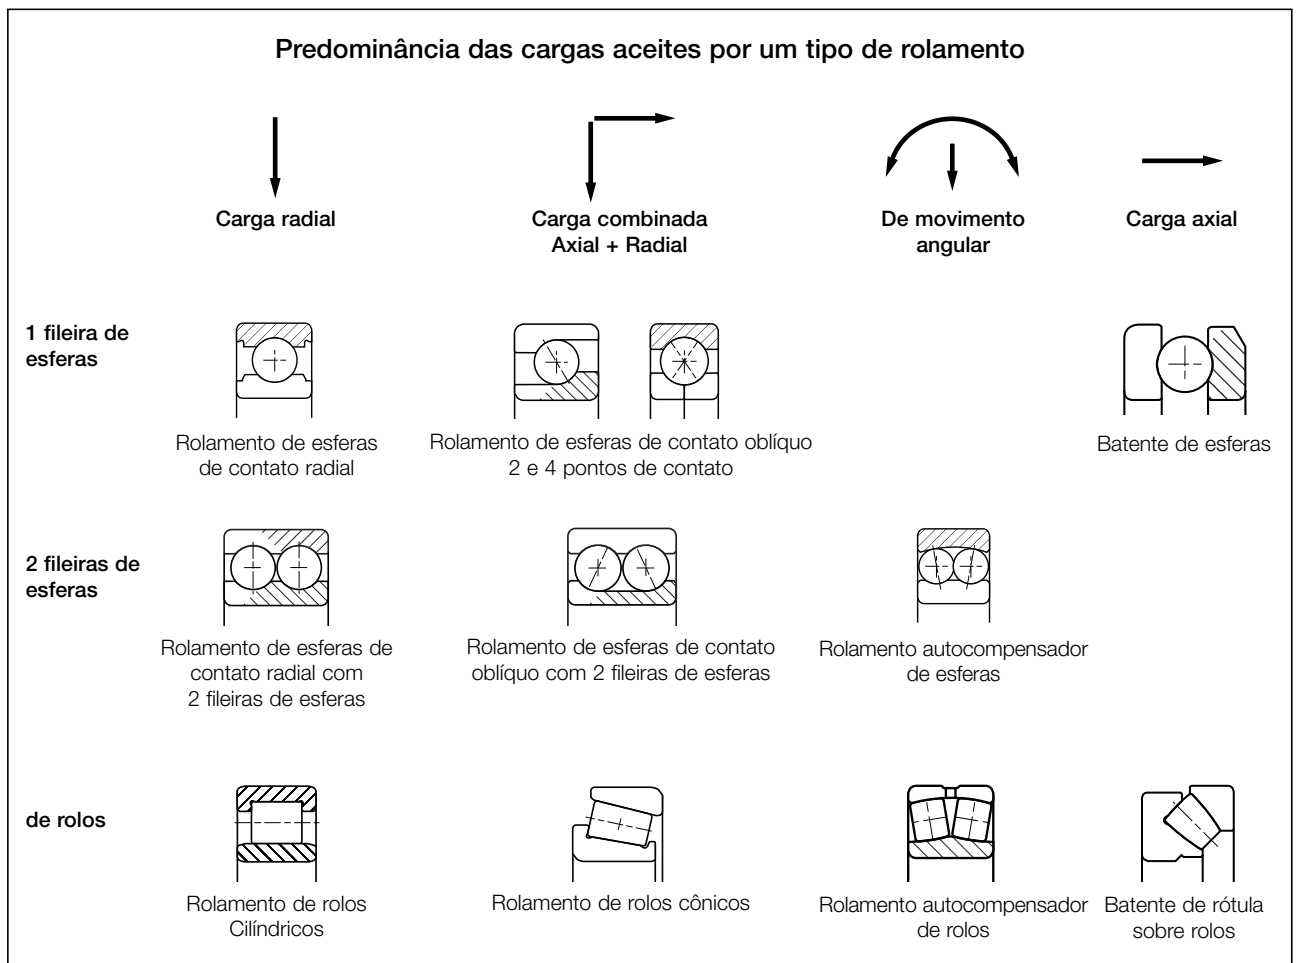 Predominância das cargas aceites por um tipo de rolamento
Carga radial
Carga combinada
Axial + Radial
De movimento
angular
Carga axial
1 fileira de
esferas
Rolamento de esferas
de contato radial
Rolamento de esferas de contato oblíquo
2 e 4 pontos de contato
Batente de esferas
2 fileiras de
esferas
Rolamento de esferas de
contato radial com
2 fileiras de esferas
Rolamento de esferas de contato
oblíquo com 2 fileiras de esferas
Rolamento autocompensador
de esferas
de rolos
Rolamento de rolos
Cilíndricos
Rolamento de rolos cônicos
Rolamento autocompensador
de rolos
Batente de rótula
sobre rolos